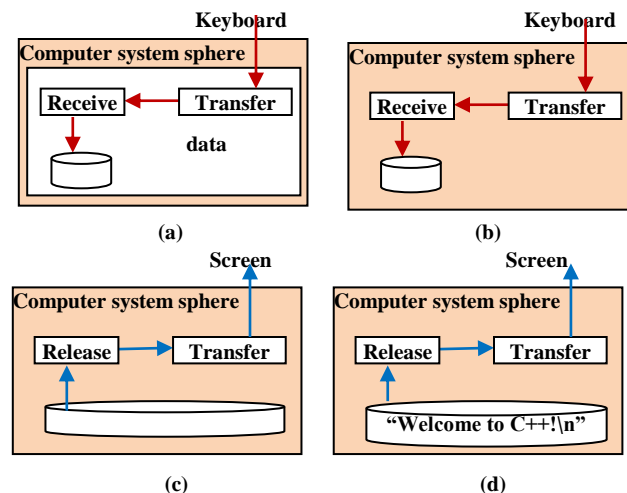 Keyboard
Computer system sphere
Receive
Transfer
data
(a)
Keyboard
Computer system sphere
Receive
Transfer
(b)
Screen
Computer system sphere
Release
Transfer
(c)
Screen
Computer system sphere
Release
Transfer
“Welcome to C++!\n”
(d)